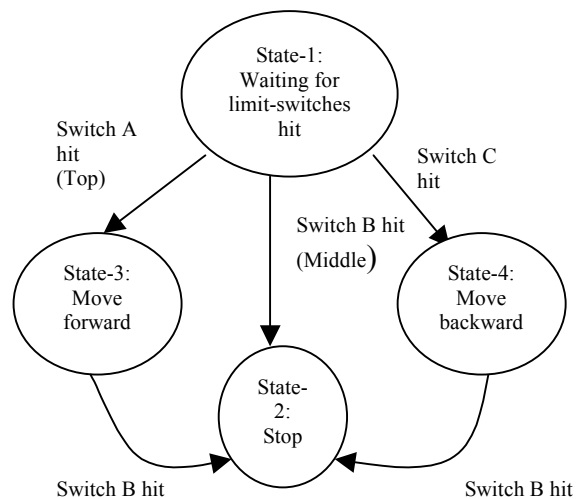 State-1:
Waiting for
limit-switches
hit
Switch A
hit
(Top)
Switch C
hit
Switch B hit
(Middle)
State-3:
Move
forward
State-4:
Move
backward
State-
2:
Stop
Switch B hit
Switch B hit